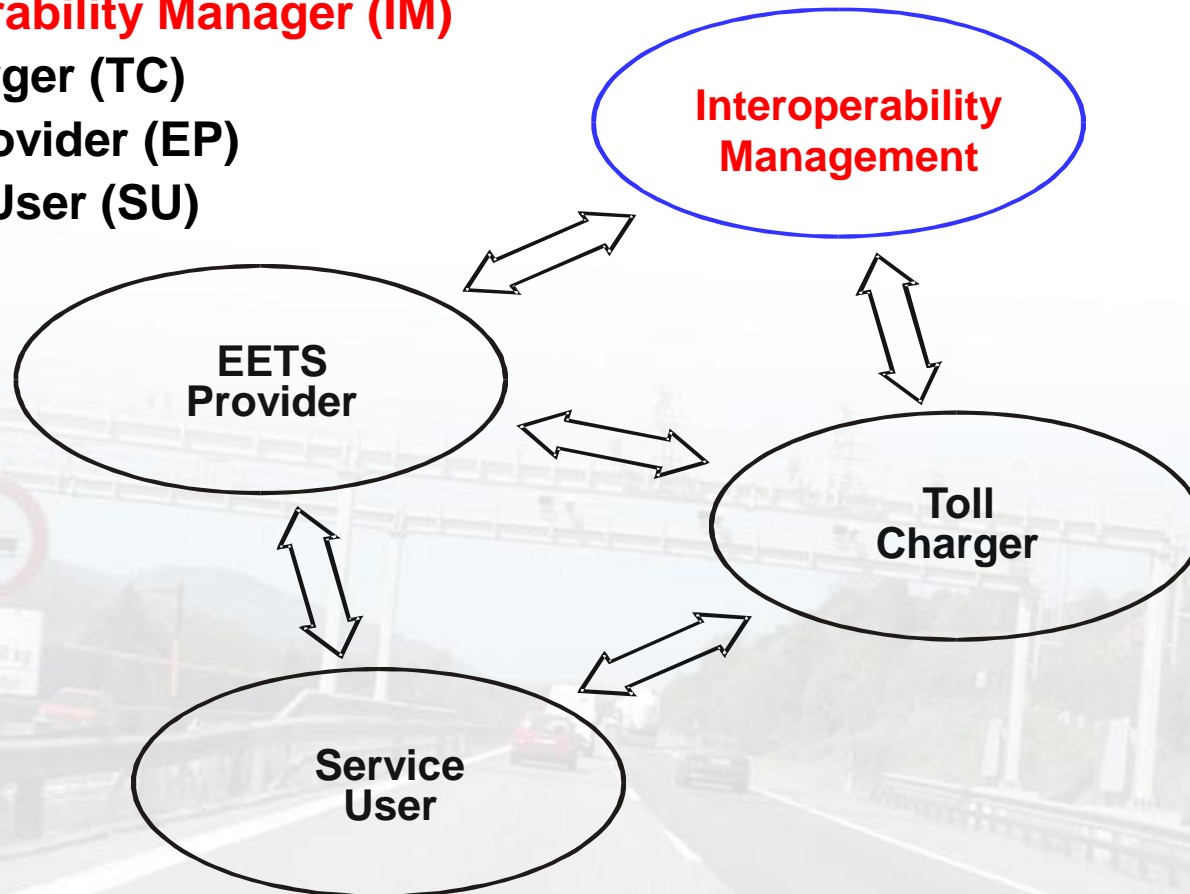 rability Manager (IM)
ger (TC)
ovider (EP)
User (SU)
Interoperability
Management
EETS
Provider
Toll
Charger
Service
User